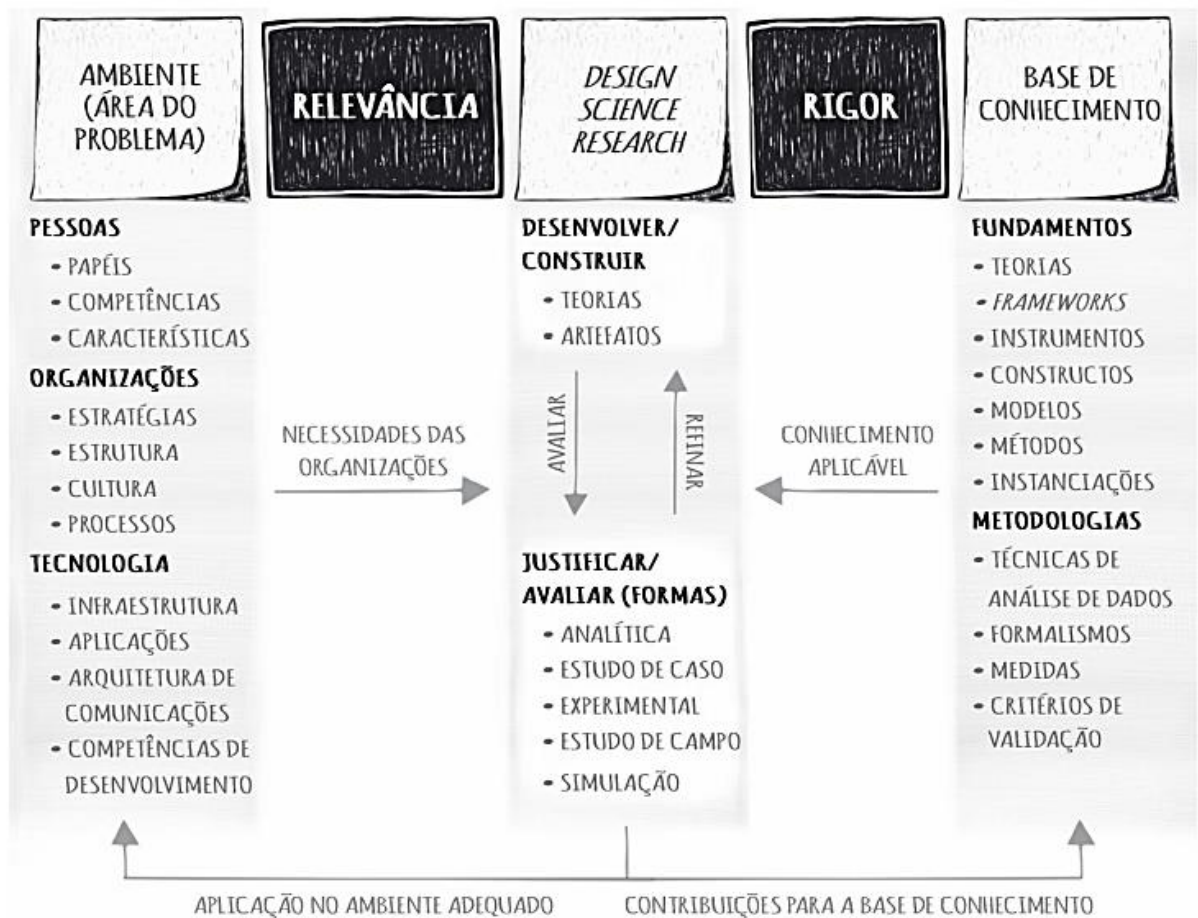 AMBIENTE
(ÁREA DO
PROBLEMA)
RELEVÂNCIA
DESIGN
SCIENCE
RESEARCH
RIGOR
BASE DE
CONHECIMENTO
PESSOAS
• PAPÉIS
• COMPETÊNCIAS
• CARACTERÍSTICAS
ORGANIZAÇÕES
• ESTRATÉGIAS
• ESTRUTURA
• CULTURA
• PROCESSOS
TECNOLOGIA
• INFRAESTRUTURA
• APLICAÇÕES
• ARQUITETURA DE
COMUNICAÇÕES
• COMPETÊNCIAS DE
DESENVOLVIMENTO
NECESSIDADES DAS
ORGANIZAÇÕES
DESENVOLVER/
CONSTRUIR
• TEORIAS
• ARTEFATOS
AVALIAR
REFINAR
JUSTIFICAR/
AVALIAR (FORMAS)
• ANALÍTICA
• ESTUDO DE CASO
• EXPERIMENTAL
• ESTUDO DE CAMPO
• SIMULAÇÃO
CONHECIMENTO
APLICÁVEL
FUNDAMENTOS
• TEORIAS
• FRAMEWORKS
• INSTRUMENTOS
• CONSTRUCTOS
• MODELOS
• MÉTODOS
• INSTANCIAÇÕES
METODOLOGIAS
• TÉCNICAS DE
ANÁLISE DE DADOS
• FORMALISMOS
• MEDIDAS
• CRITÉRIOS DE
VALIDAÇÃO
APLICAÇÃO NO AMBIENTE ADEQUADO
CONTRIBUIÇÕES PARA A BASE DE CONHECIMENTO